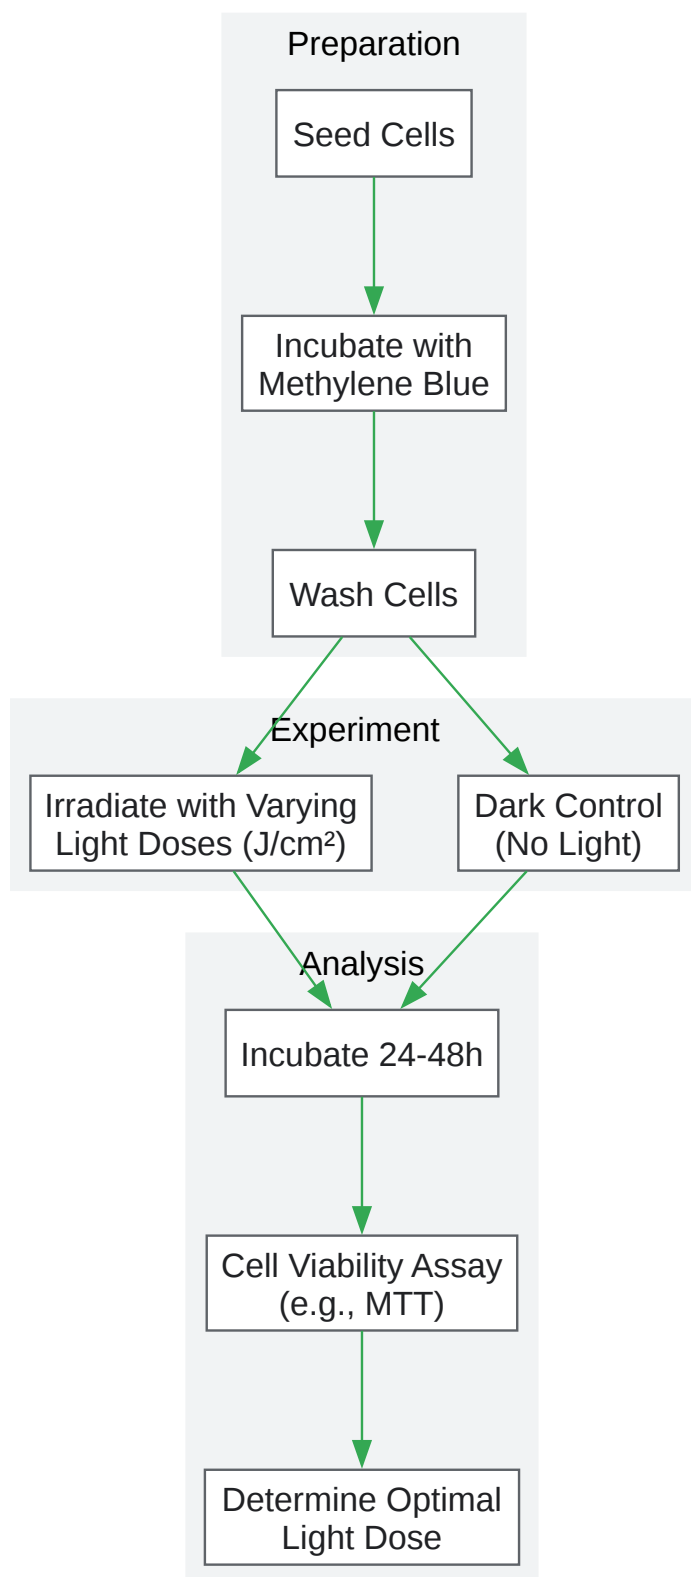 Preparation
Seed Cells
Incubate with
Methylene Blue
Wash Cells
Experiment
Irradiate with Varying
Light Doses (J/cm²)
Dark Control
(No Light)
Analysis
Incubate 24-48h
Cell Viability Assay
(e.g., MTT)
Determine Optimal
Light Dose